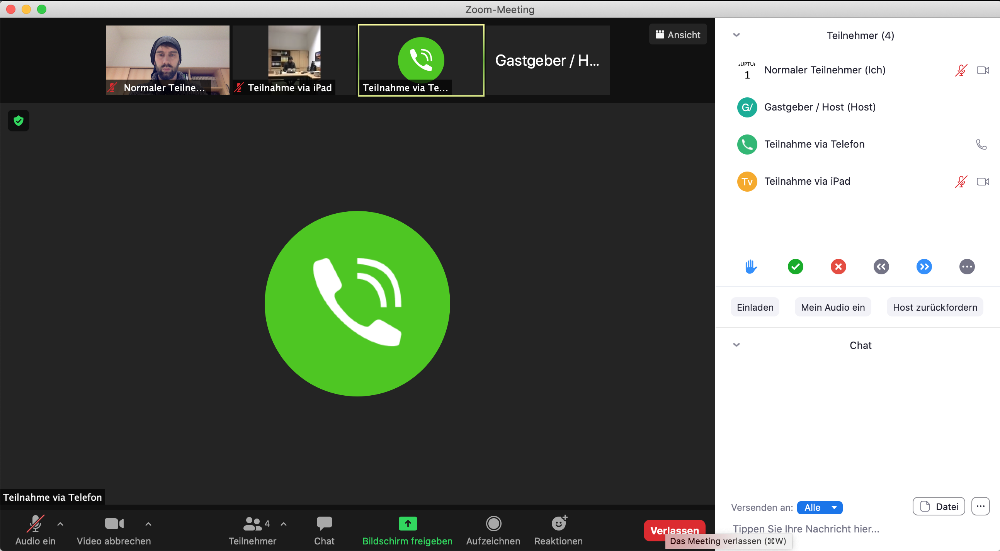 Zoom-Meeting
Normaler Teilne...
Teilnahme via iPad
Teilnahme via Te...
Gastgeber / H...
Ansicht
Teilnahme via Telefon
Audio ein
Video abbrechen
4
Teilnehmer
Chat
Bildschirm freigeben
Aufzeichnen
Reaktionen
Verlassen
Das Meeting verlassen (⌘W)
Teilnehmer (4)
1
Normaler Teilnehmer (Ich)
G/
Gastgeber / Host (Host)
Teilnahme via Telefon
Tv
Teilnahme via iPad
Einladen
Mein Audio ein
Host zurückfordern
Chat
Versenden an: Alle
Datei
Tippen Sie Ihre Nachricht hier...